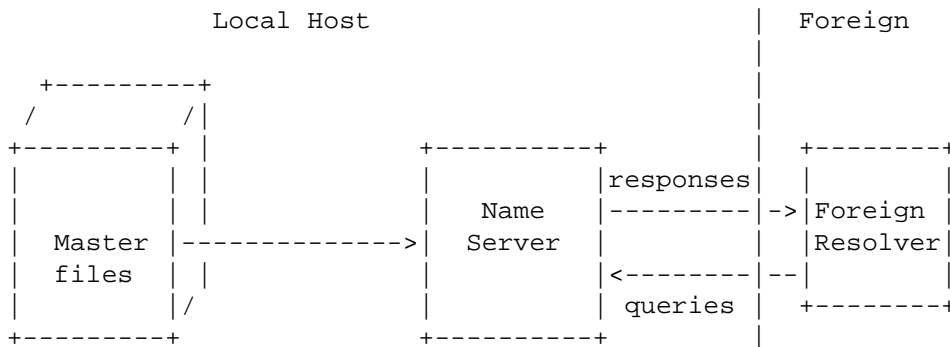 Local Host | Foreign
responses
Name
Foreign
Master
Server
Resolver
files
queries